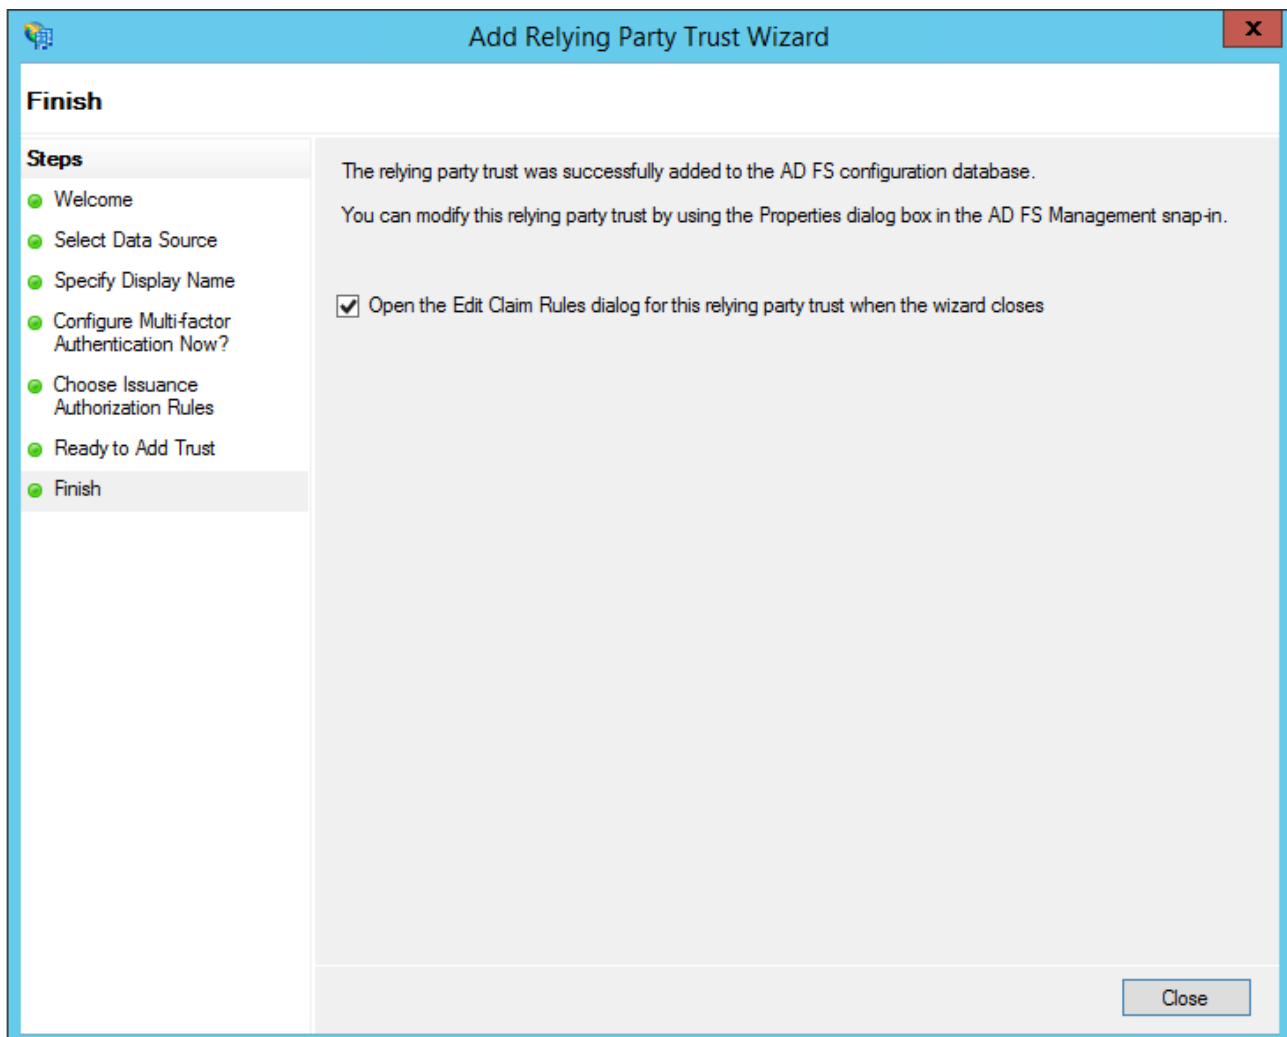 Add Relying Party Trust Wizard
x
Finish
Steps
Welcome
Select Data Source
Specify Display Name
Configure Multi-factor
Authentication Now?
Choose Issuance
Authorization Rules
Ready to Add Trust
Finish
The relying party trust was successfully added to the AD FS configuration database.
You can modify this relying party trust by using the Properties dialog box in the AD FS Management snap-in.
Open the Edit Claim Rules dialog for this relying party trust when the wizard closes
Close